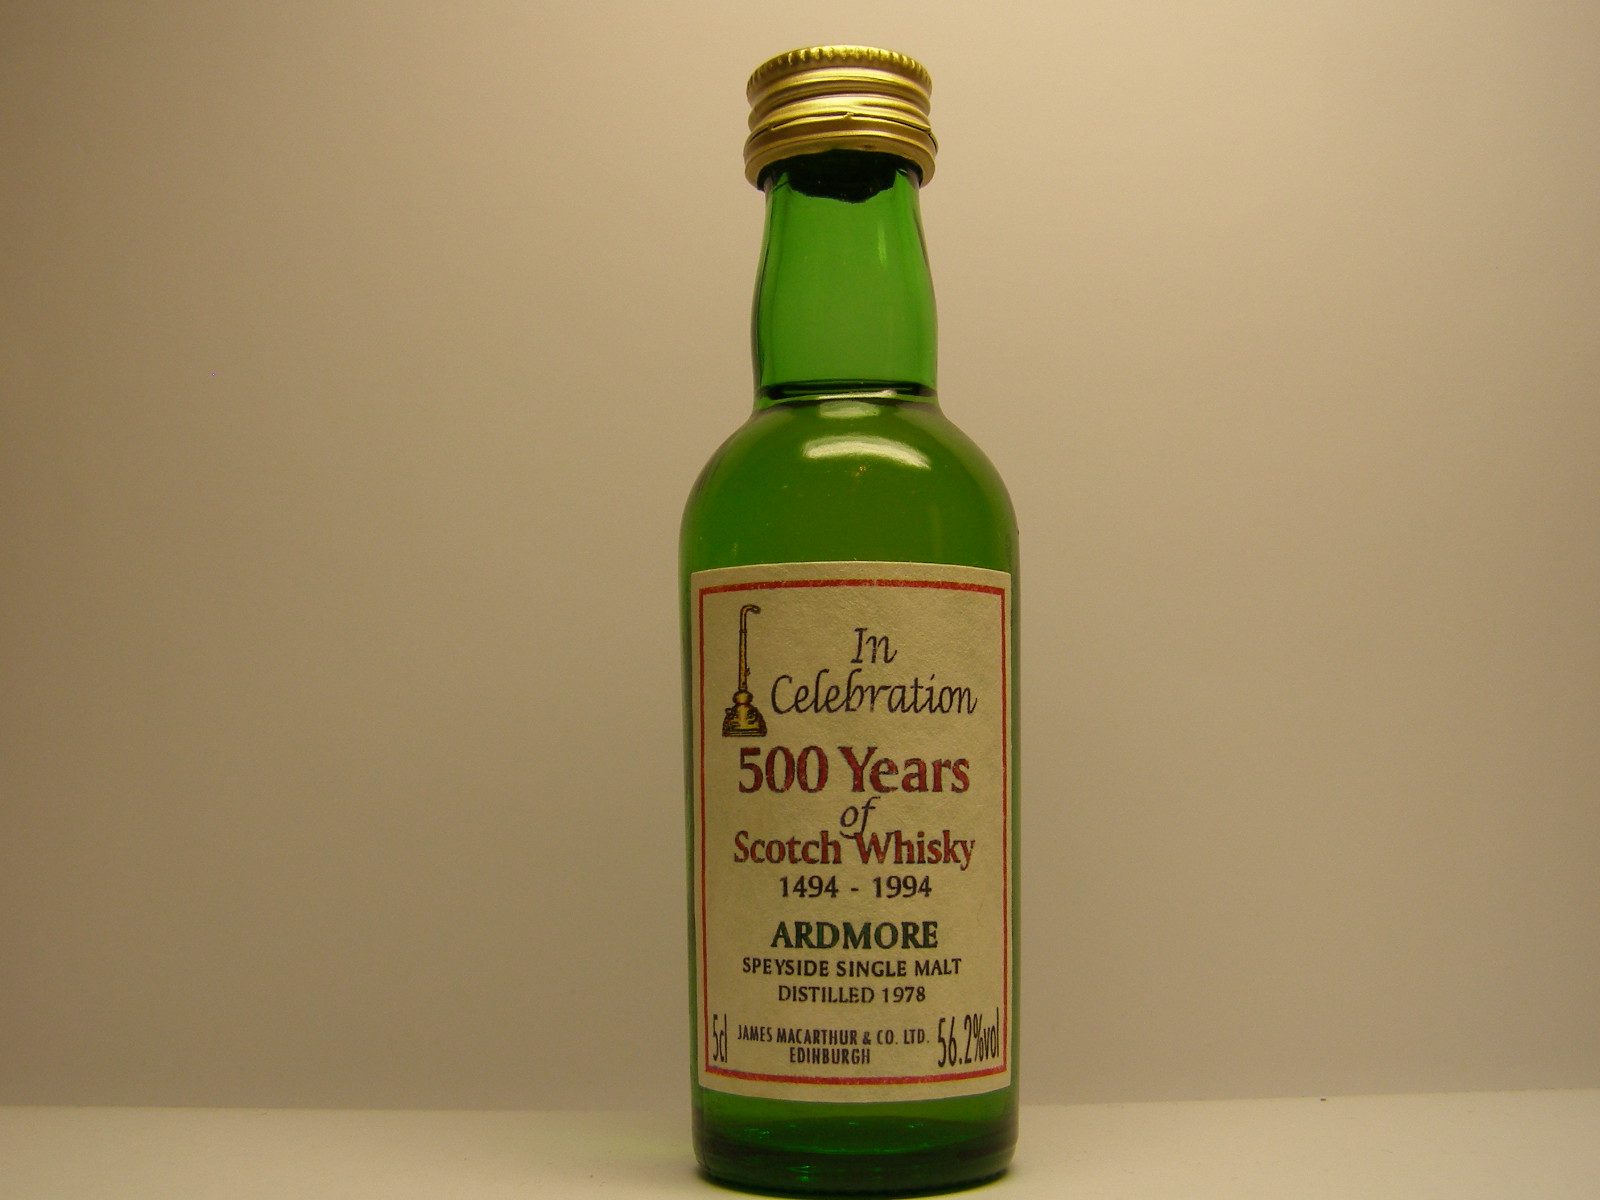 In
Celebration
500 Years
of
Scotch Whisky
1494 - 1994
ARDMORE
SPEYSIDE SINGLE MALT
DISTILLED 1978
5cl
JAMES MACARTHUR & CO. LTD.
EDINBURGH
56.2%vol